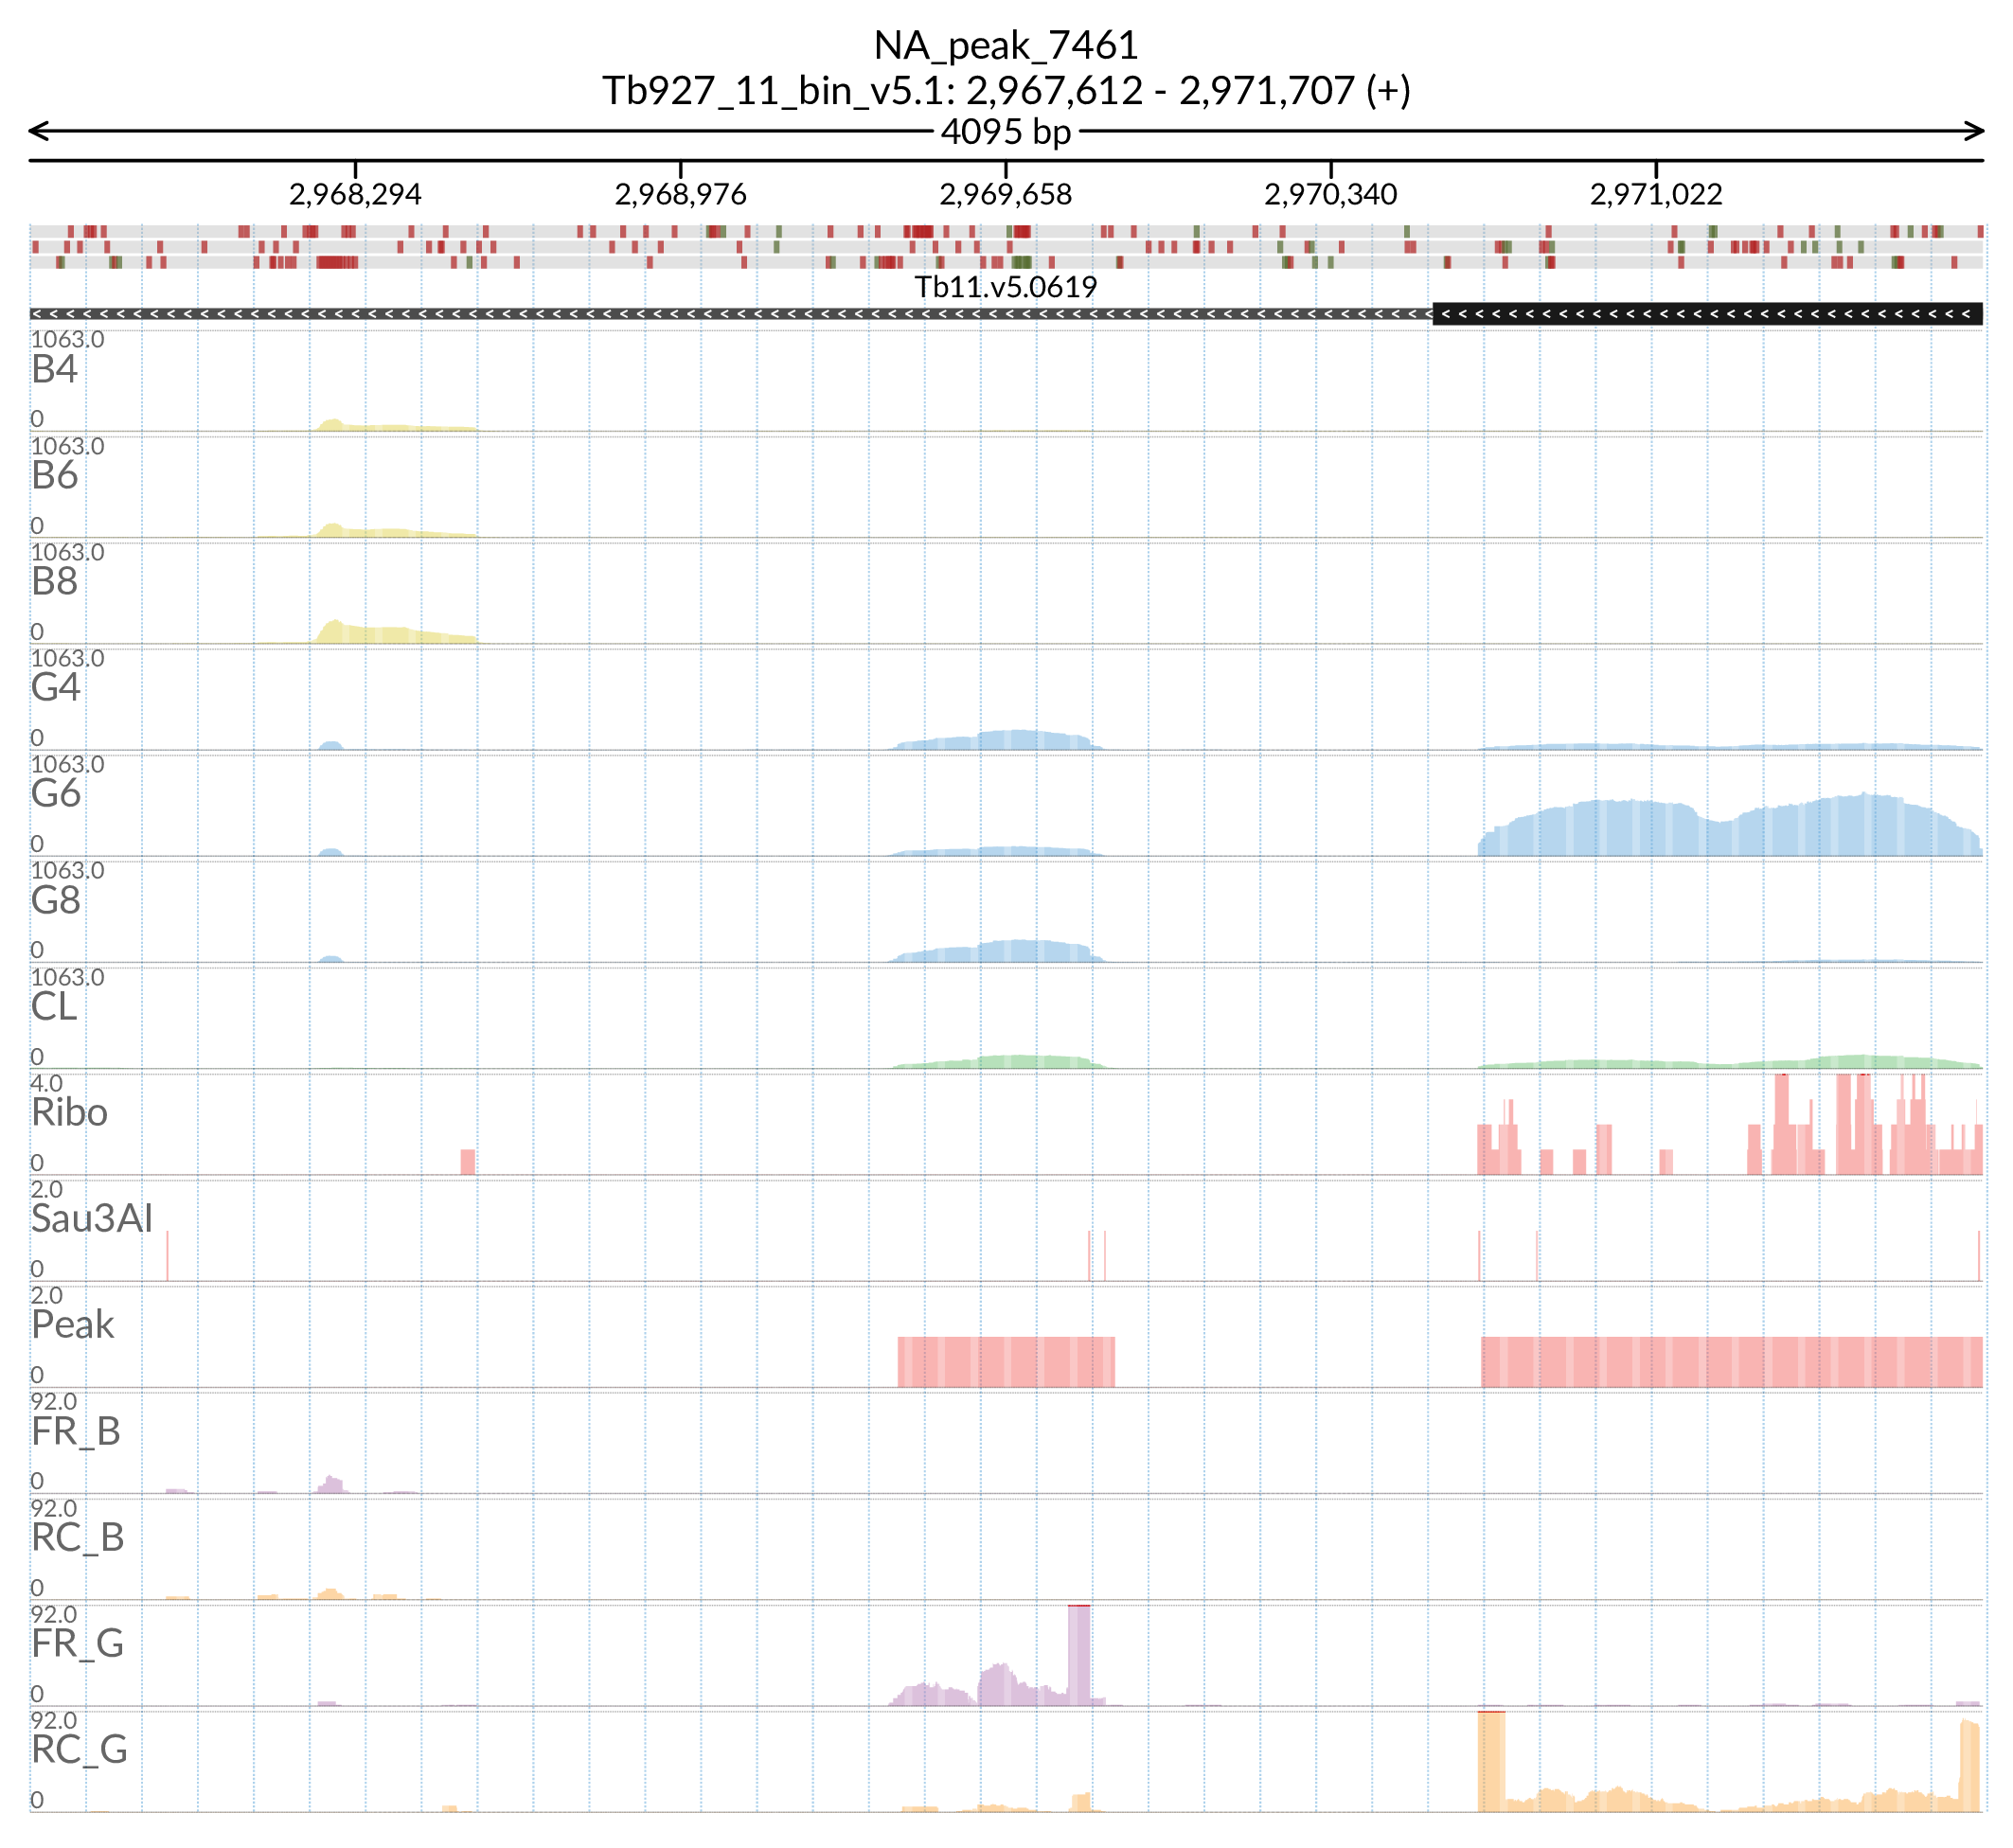 NA_peak_7461
Tb927_11_bin_v5.1: 2,967,612 - 2,971,707 (+)
4095 bp
2,968,294 2,968,976 2,969,658 2,970,340 2,971,022
Tb11.v5.0619
1063.0
B4
0
1063.0
B6
0
1063.0
B8
0
1063.0
G4
0
1063.0
G6
0
1063.0
G8
0
1063.0
CL
0
4.0
Ribo
0
2.0
Sau3AI
0
2.0
Peak
0
92.0
FR_B
0
92.0
RC_B
0
92.0
FR_G
0
92.0
RC_G
0